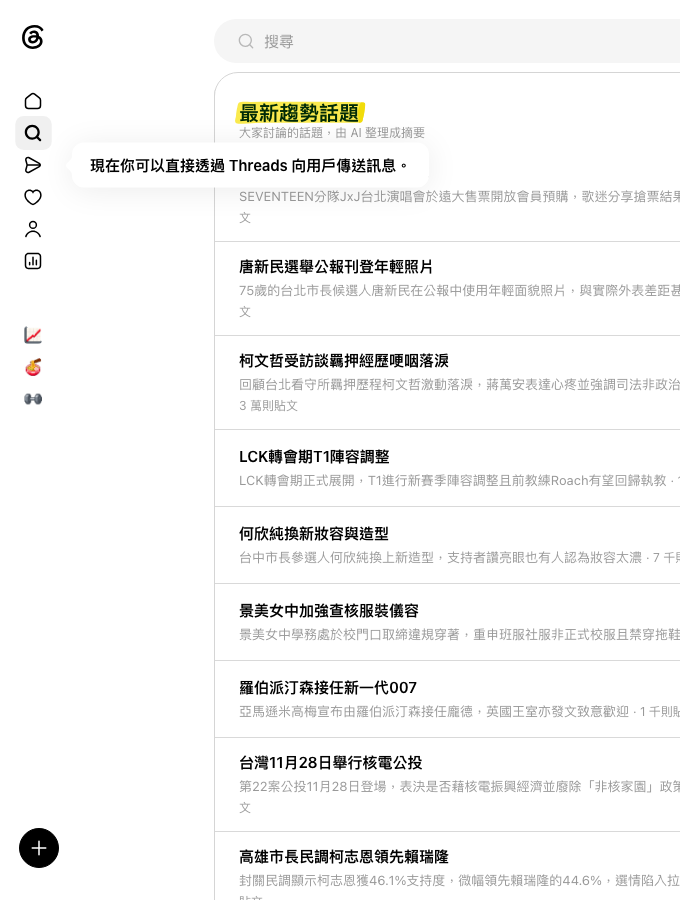 搜尋
最新趨勢話題
大家討論的話題，由 AI 整理成摘要
現在你可以直接透過 Threads 向用戶傳送訊息。
SEVENTEEN分隊JxJ台北演唱會於遠大售票開放會員預購，歌迷分享搶票結果
文
唐新民選舉公報刊登年輕照片
75歲的台北市長候選人唐新民在公報中使用年輕面貌照片，與實際外表差距甚
文
柯文哲受訪談羈押經歷哽咽落淚
回顧台北看守所羈押歷程柯文哲激動落淚，蔣萬安表達心疼並強調司法非政治
3 萬則貼文
LCK轉會期T1陣容調整
LCK轉會期正式展開，T1進行新賽季陣容調整且前教練Roach有望回歸執教 · 1
何欣純換新妝容與造型
台中市長參選人何欣純換上新造型，支持者讚亮眼也有人認為妝容太濃 · 7 千則
景美女中加強查核服裝儀容
景美女中學務處於校門口取締違規穿著，重申班服社服非正式校服且禁穿拖鞋
羅伯派汀森接任新一代007
亞馬遜米高梅宣布由羅伯派汀森接任龐德，英國王室亦發文致意歡迎 · 1 千則貼
台灣11月28日舉行核電公投
第22案公投11月28日登場，表決是否藉核電振興經濟並廢除「非核家園」政策
文
高雄市長民調柯志恩領先賴瑞隆
封關民調顯示柯志恩獲46.1%支持度，微幅領先賴瑞隆的44.6%，選情陷入拉
貼文